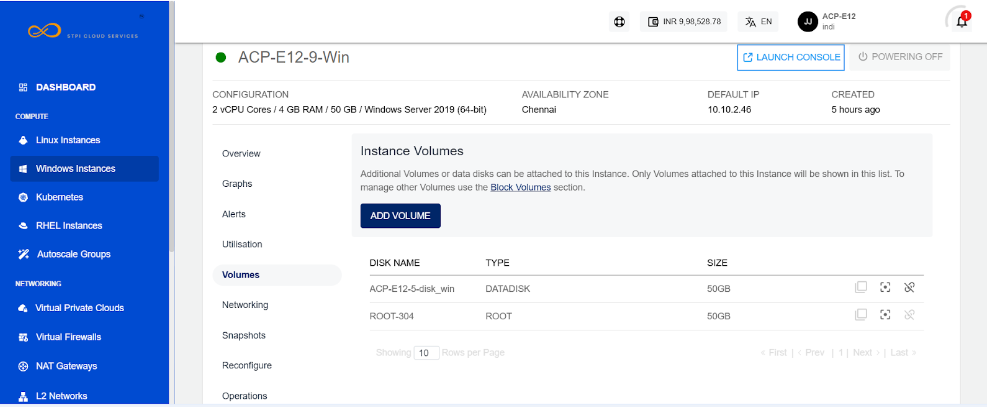 STPI CLOUD SERVICES
INR 9,98,528.78
EN
JJ
ACP-E12
indi
1
DASHBOARD
COMPUTE
Linux Instances
Windows Instances
Kubernetes
RHEL Instances
Autoscale Groups
NETWORKING
Virtual Private Clouds
Virtual Firewalls
NAT Gateways
L2 Networks
ACP-E12-9-Win
LAUNCH CONSOLE
POWERING OFF
CONFIGURATION
2 vCPU Cores / 4 GB RAM / 50 GB / Windows Server 2019 (64-bit)
AVAILABILITY ZONE
Chennai
DEFAULT IP
10.10.2.46
CREATED
5 hours ago
Overview
Graphs
Alerts
Utilisation
Volumes
Networking
Snapshots
Reconfigure
Operations
Instance Volumes
Additional Volumes or data disks can be attached to this Instance. Only Volumes attached to this Instance will be shown in this list. To
manage other Volumes use the Block Volumes section.
ADD VOLUME
DISK NAME TYPE SIZE
ACP-E12-5-disk_win DATADISK 50GB
ROOT-304 ROOT 50GB
Showing 10 Rows per Page
< First | < Prev | 1 | Next > | Last >